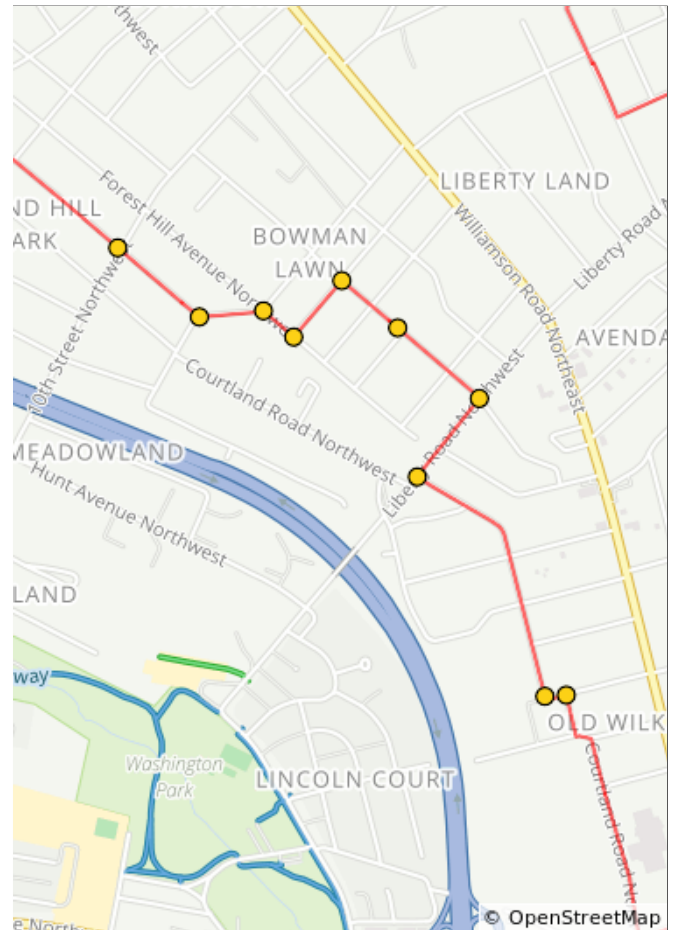 Northwest
LIBERTY LAND
Forest Hill Avenue Northwest
ND HILL
ARK
BOWMAN
LAWN
Williamson Road Northeast
Liberty Road
10th Street Northwest
AVENDA
Courtland Road Northwest
Liberty Road Northwest
MEADOWLAND
Hunt Avenue Northwest
LAND
way
OLD WILK
Washington
Park
LINCOLN COURT
Courtland Road No
© OpenStreetMap